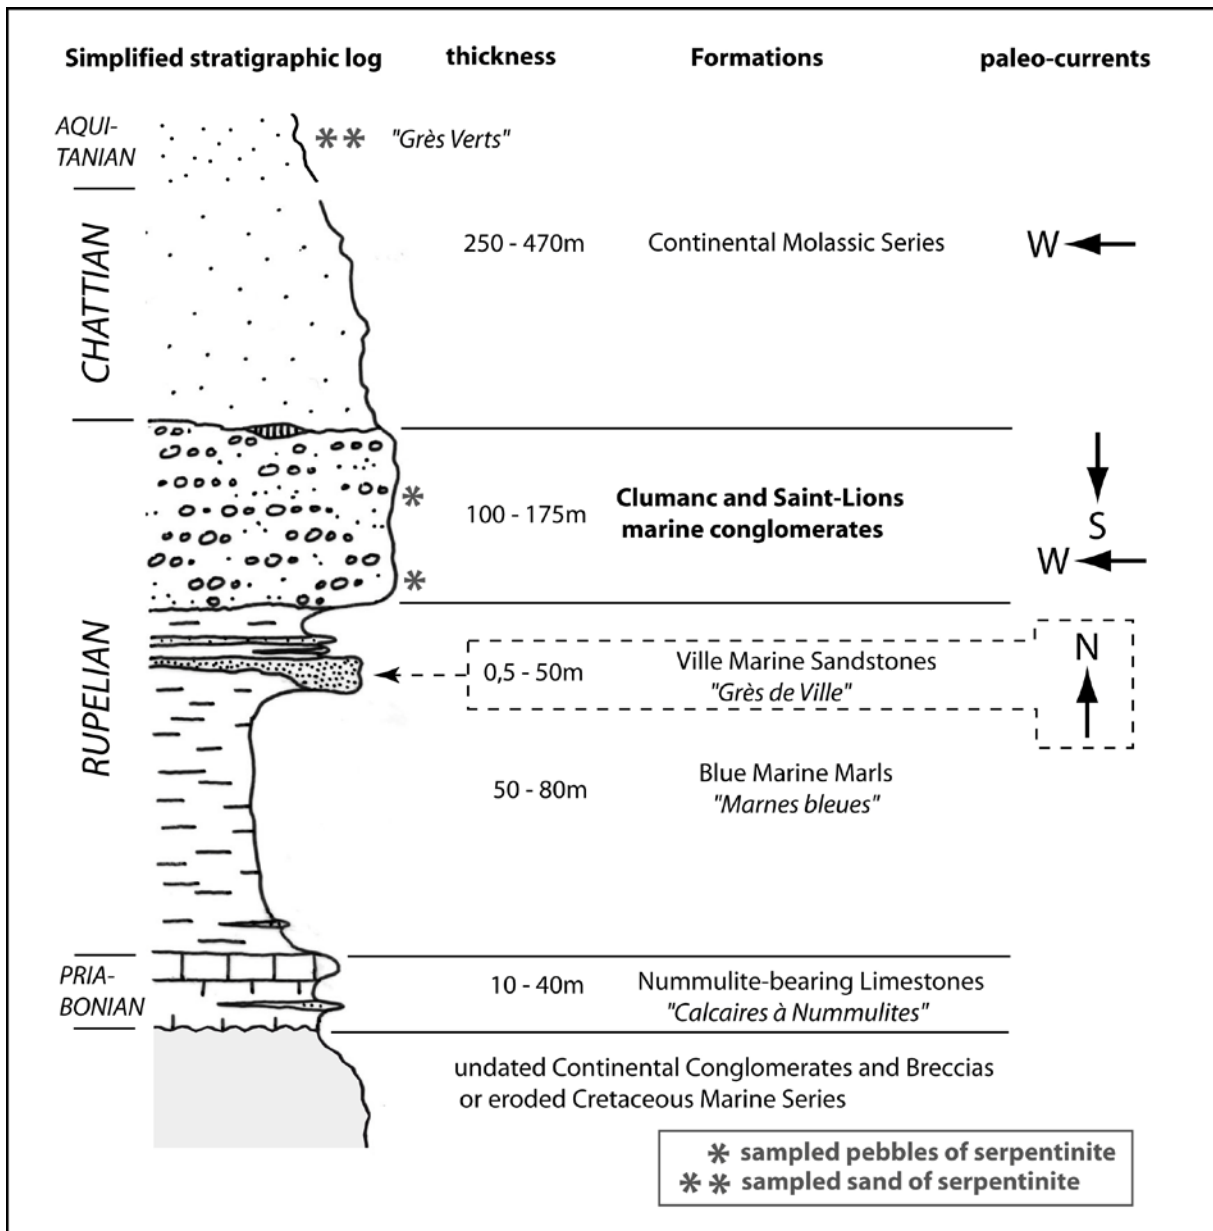 Simplified stratigraphic log thickness Formations paleo-currents
AQUI-
TANIAN
** "Grès Verts"
CHATTIAN
250 - 470m Continental Molassic Series W
S
100 - 175m Clumanc and Saint-Lions
marine conglomerates
*
*
W
RUPELIAN
0,5 - 50m Ville Marine Sandstones
"Grès de Ville"
N
50 - 80m Blue Marine Marls
"Marnes bleues"
PRIA-
BONIAN
10 - 40m Nummulite-bearing Limestones
"Calcaires à Nummulites"
undated Continental Conglomerates and Breccias
or eroded Cretaceous Marine Series
* sampled pebbles of serpentinite
* * sampled sand of serpentinite